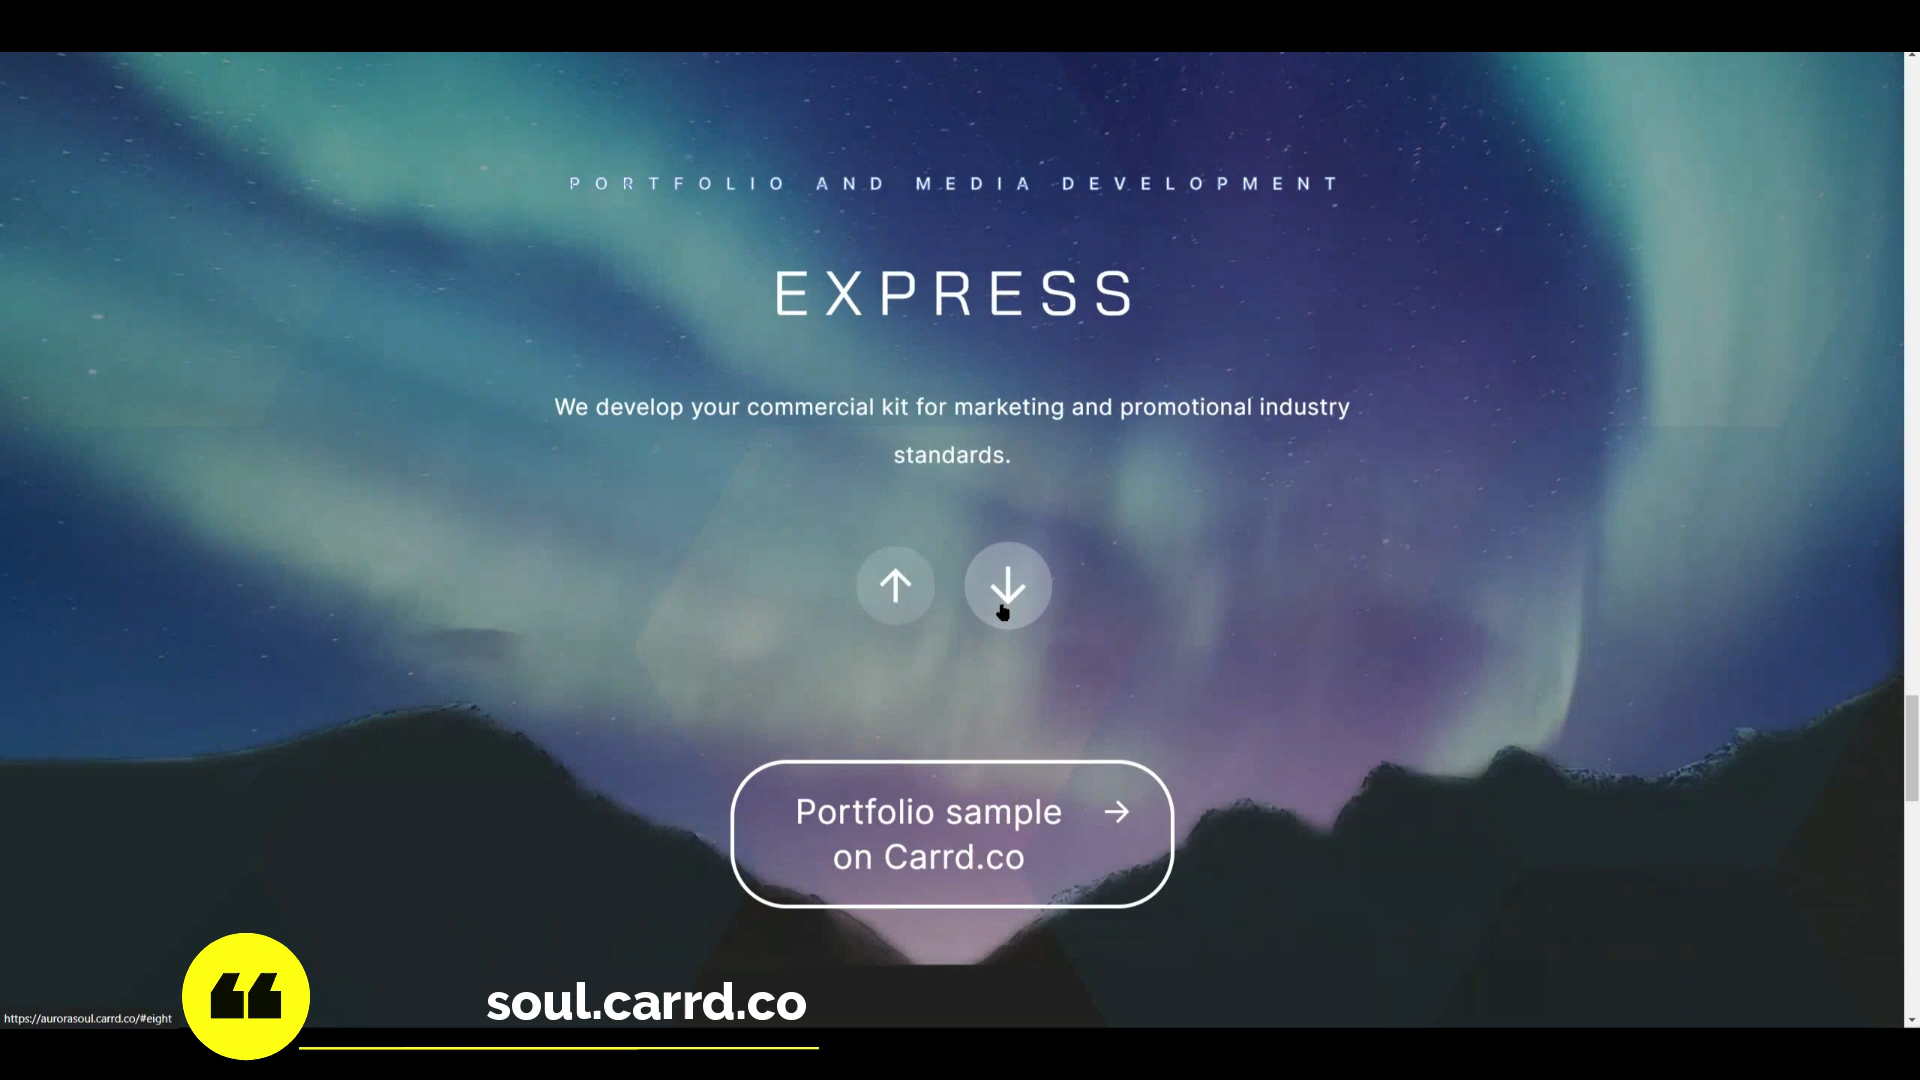 PORTFOLIO AND MEDIA DEVELOPMENT
EXPRESS
We develop your commercial kit for marketing and promotional industry
standards.
Portfolio sample
on Carrd.co
soul.carrd.co
https://aurorasoul.carrd.co/#eight